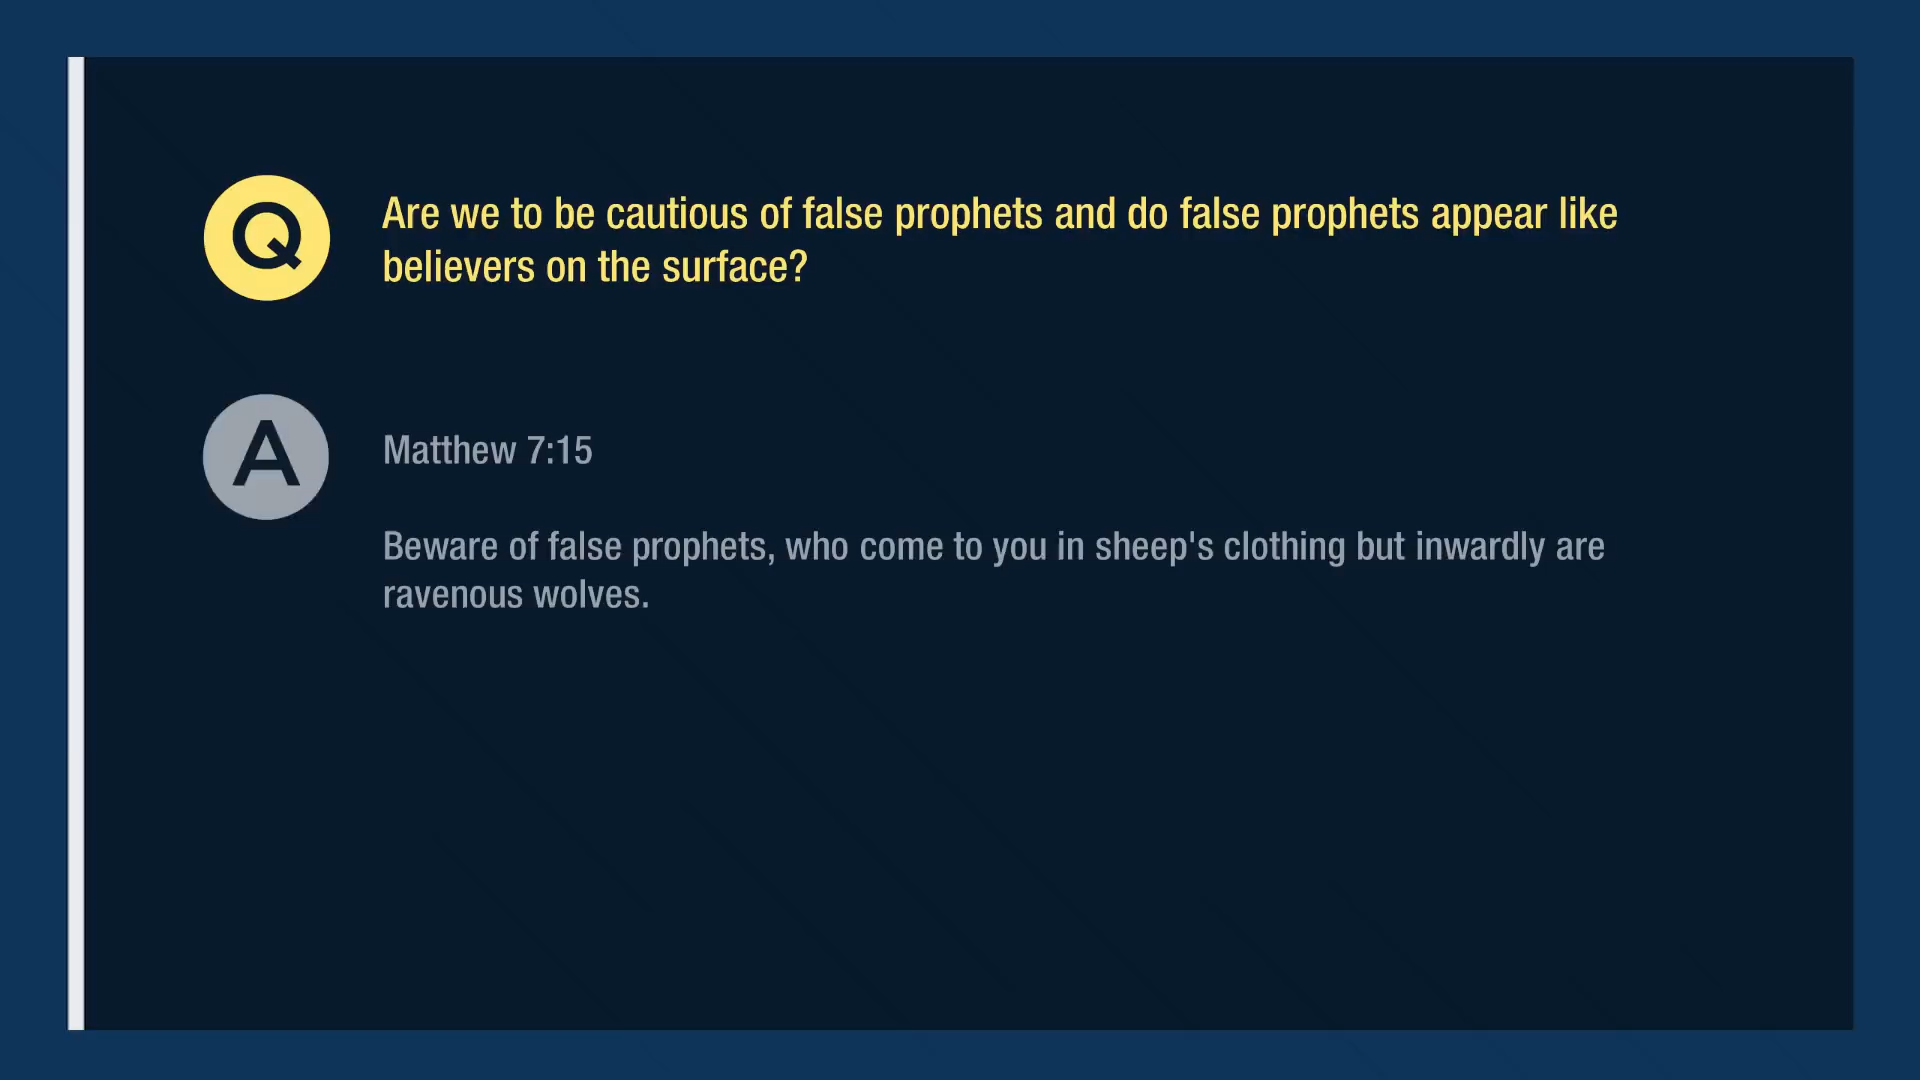 Q
Are we to be cautious of false prophets and do false prophets appear like
believers on the surface?
A
Matthew 7:15
Beware of false prophets, who come to you in sheep's clothing but inwardly are
ravenous wolves.